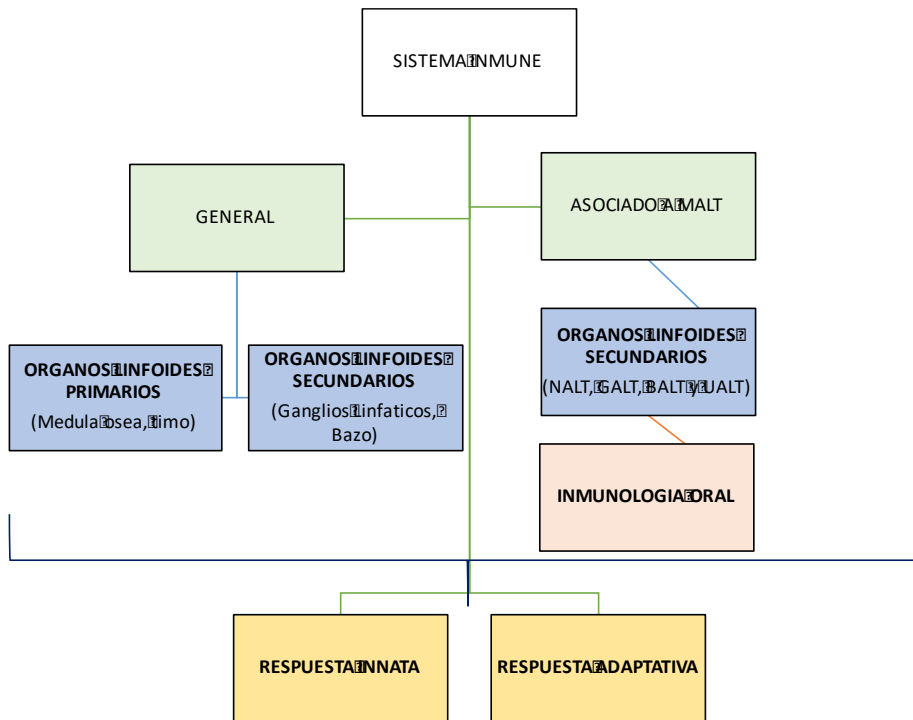 SISTEMA INMUNE
GENERAL
ASOCIADO A MALT
ORGANOS LINFOIDES
PRIMARIOS
(Medula osea, timo)
ORGANOS LINFOIDES
SECUNDARIOS
(Ganglios linfaticos,
Bazo)
ORGANOS LINFOIDES
SECUNDARIOS
(NALT, GALT, BALT y UALT)
INMUNOLOGIA ORAL
RESPUESTA INNATA
RESPUESTA ADAPTATIVA